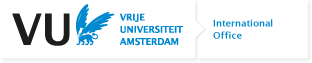 VU
VRIJE
UNIVERSITEIT
AMSTERDAM
International
Office